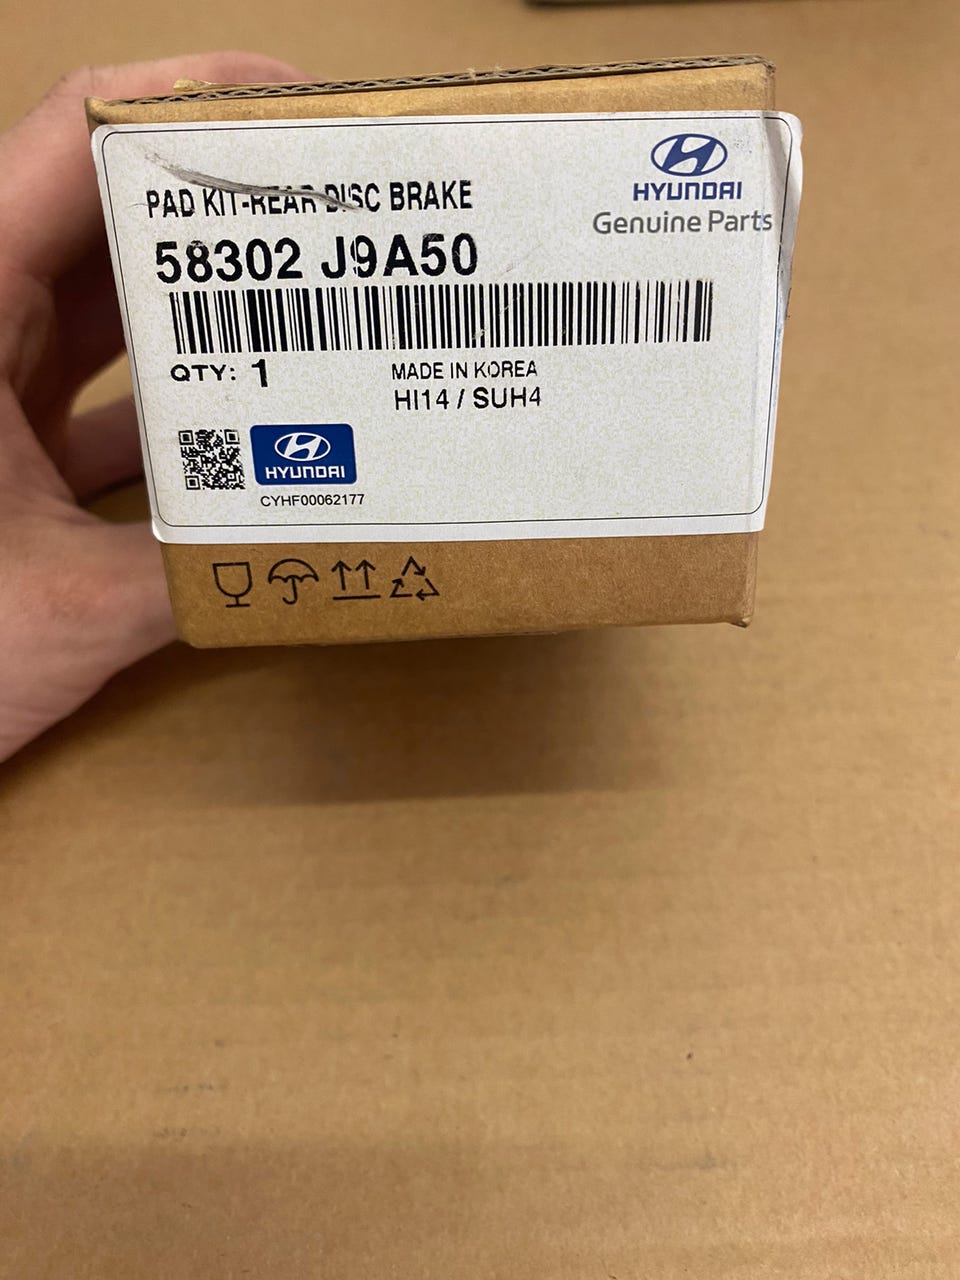 PAD KIT-REAR DISC BRAKE
HYUNDAI
Genuine Parts
58302 J9A50
QTY: 1
MADE IN KOREA
HI14 / SUH4
HYUNDAI
CYHF00062177